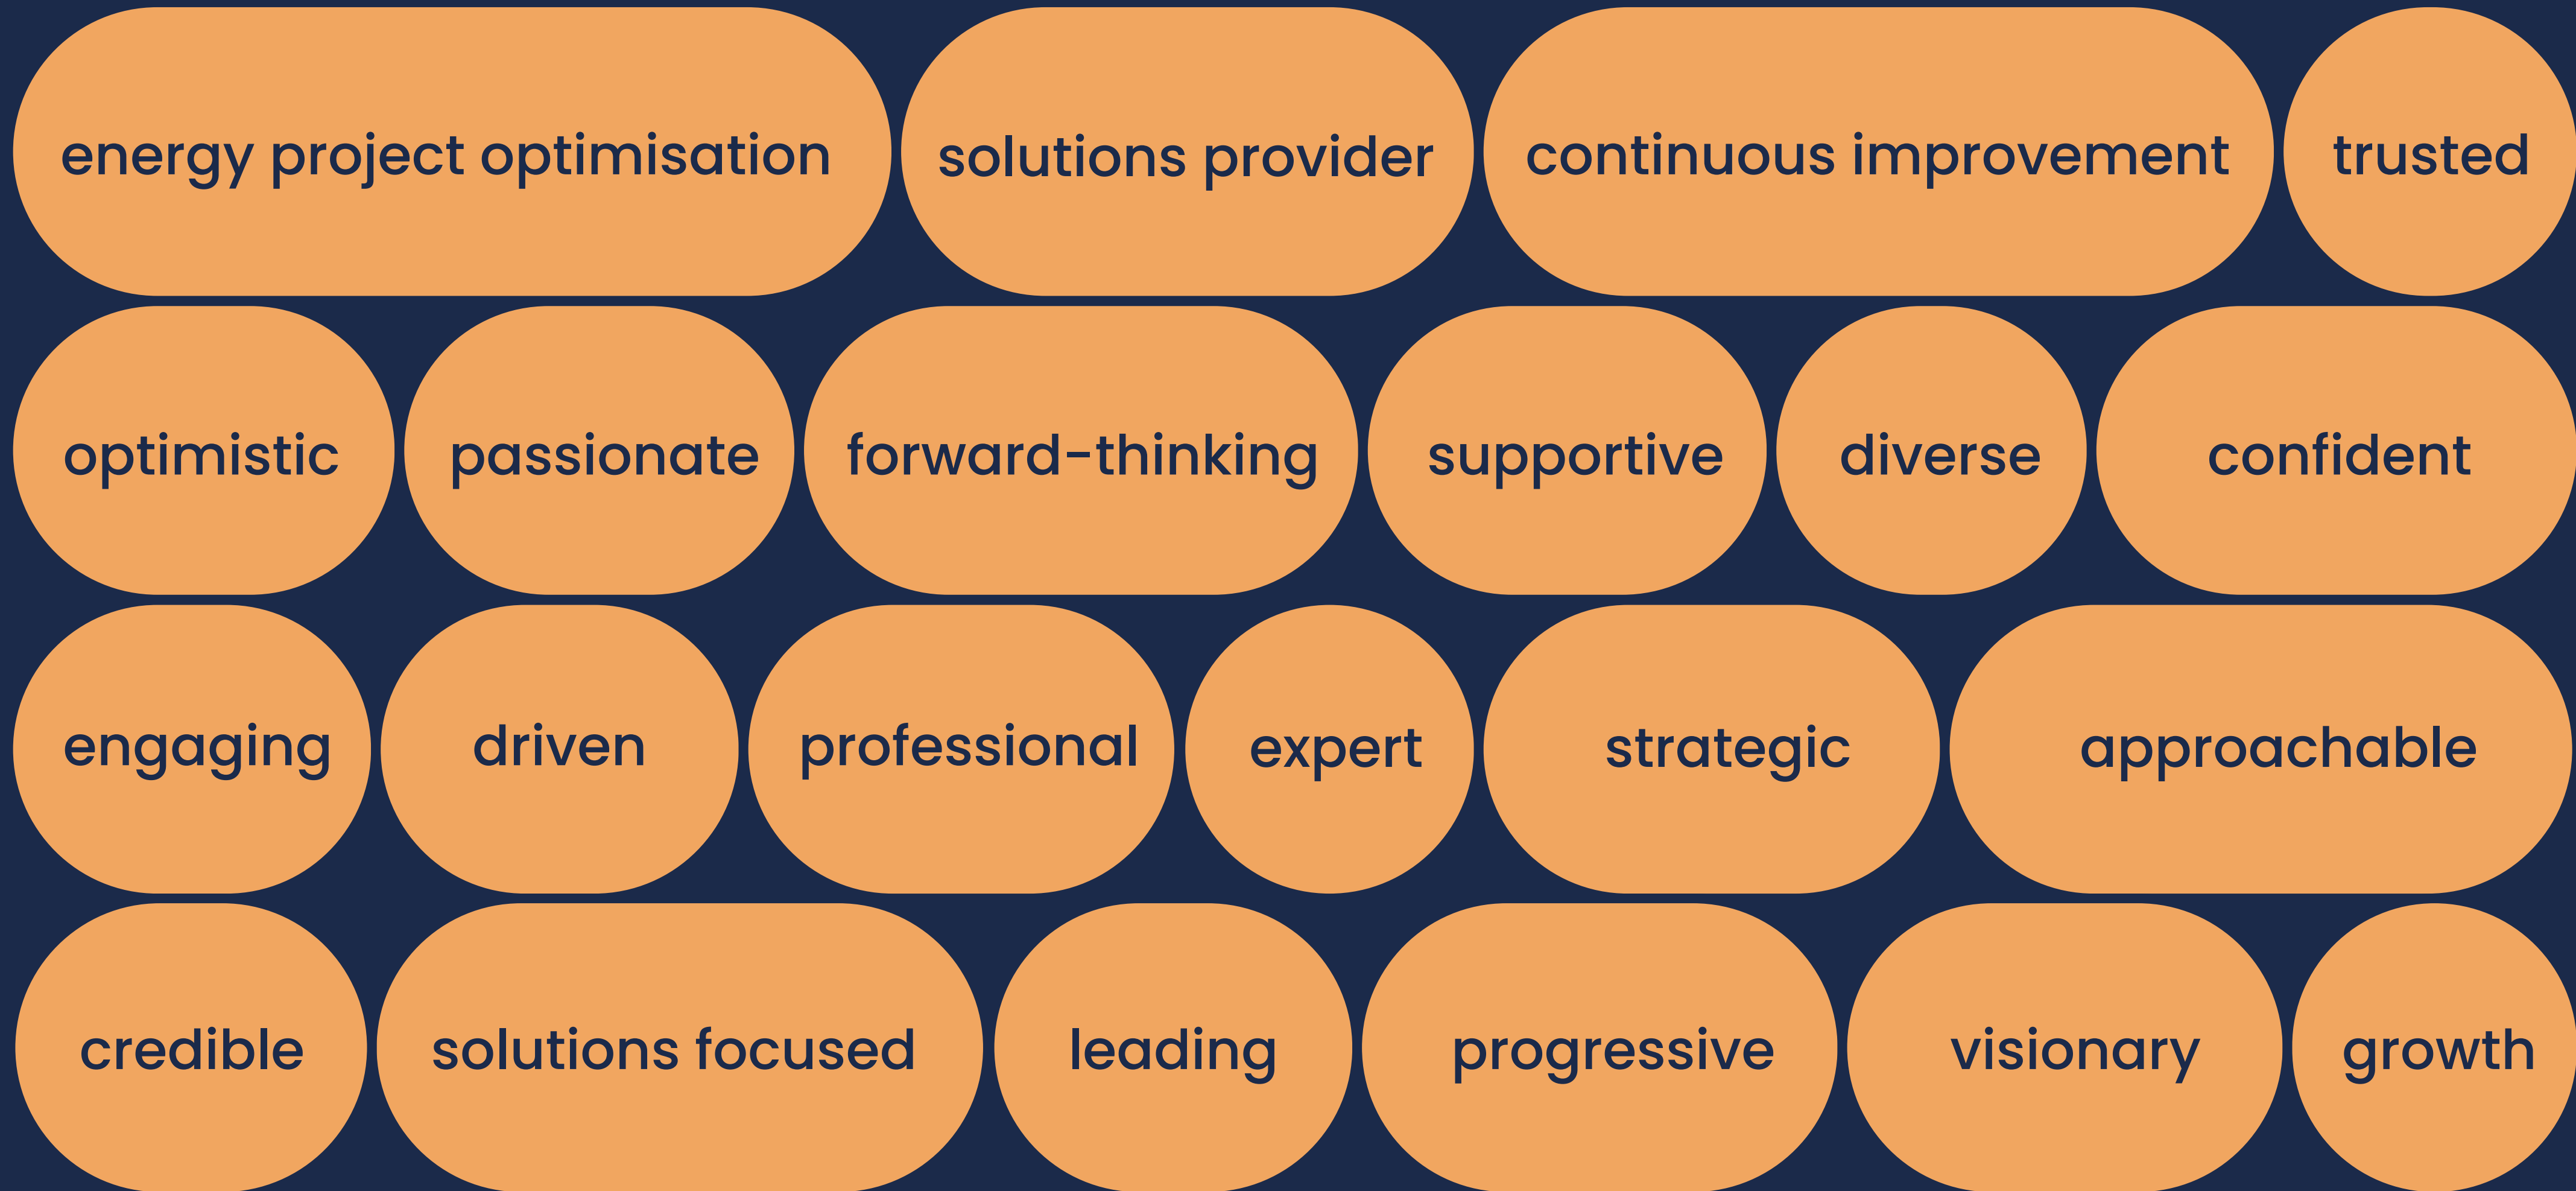 energy project optimisation
solutions provider
continuous improvement
trusted
optimistic
passionate
forward-thinking
supportive
diverse
confident
engaging
driven
professional
expert
strategic
approachable
credible
solutions focused
leading
progressive
visionary
growth